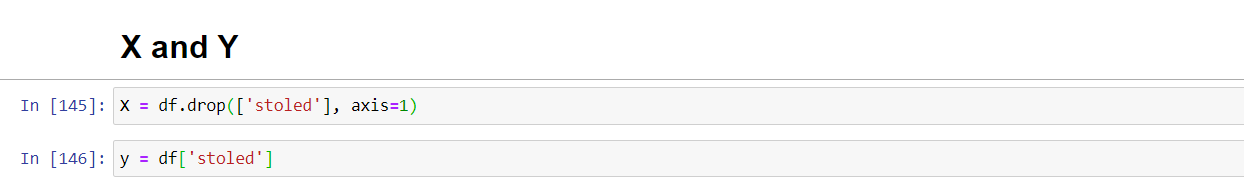 X and Y
In [145]: X = df.drop(['stoled'], axis=1)
In [146]: y = df['stoled']